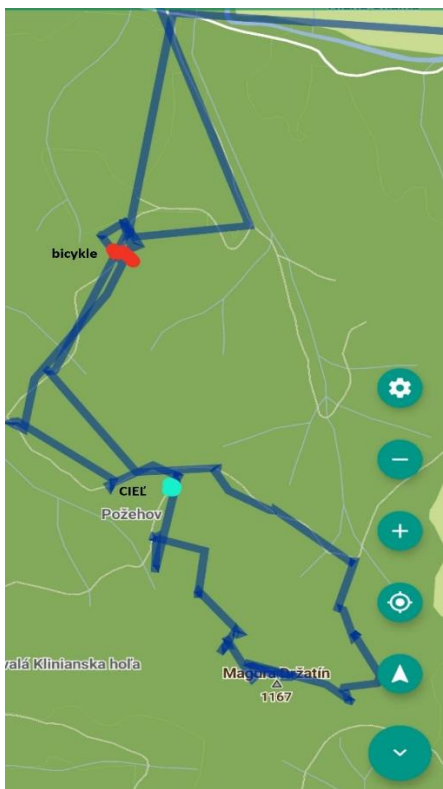 bicykle
CIEĽ
Požehov
valá Klinianska hoľa
Magura Držatín
1167